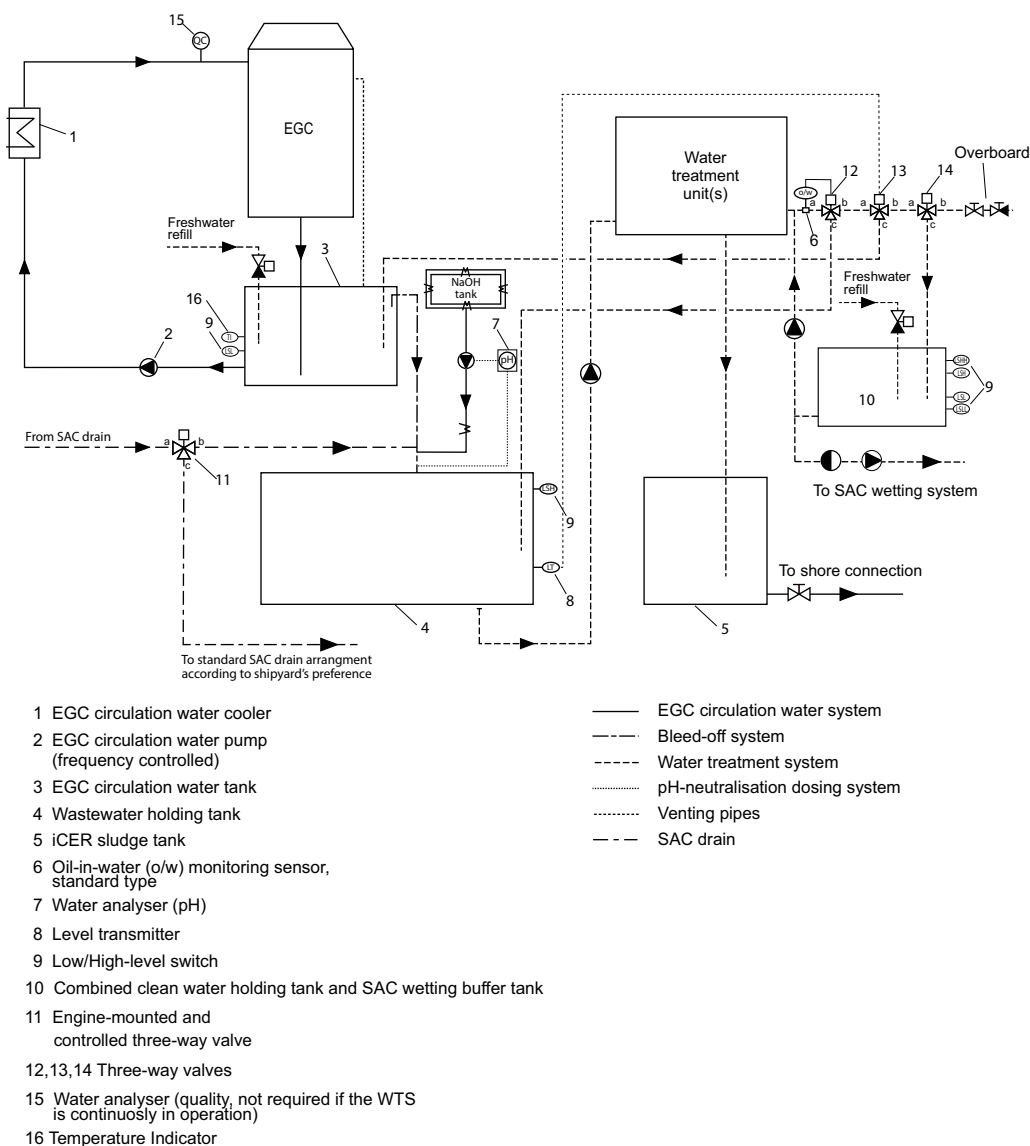 15
QC
EGC
1
Freshwater
refill
3
16
TI
9
LSL
2
NaOH
tank
7
pH
From SAC drain
a
b
c
11
LSH
9
LT
8
4
To standard SAC drain arrangment
according to shipyard's preference
Water
treatment
unit(s)
o/w
12
13
14
Overboard
a
b
a
b
a
b
6
c
c
c
Freshwater
refill
LSHH
LSH
LSL
LSLL
9
10
To SAC wetting system
To shore connection
5
1 EGC circulation water cooler
2 EGC circulation water pump
(frequency controlled)
3 EGC circulation water tank
4 Wastewater holding tank
5 iCER sludge tank
6 Oil-in-water (o/w) monitoring sensor,
standard type
7 Water analyser (pH)
8 Level transmitter
9 Low/High-level switch
10 Combined clean water holding tank and SAC wetting buffer tank
11 Engine-mounted and
controlled three-way valve
12,13,14 Three-way valves
15 Water analyser (quality, not required if the WTS
is continuosly in operation)
16 Temperature Indicator
EGC circulation water system
Bleed-off system
Water treatment system
pH-neutralisation dosing system
Venting pipes
SAC drain